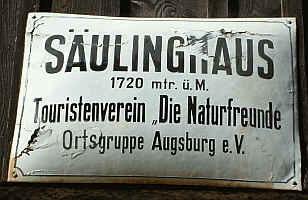 SÄULINGHAUS
1720 mtr. ü.M.
Touristenverein „Die Naturfreunde
Ortsgruppe Augsburg e.V.